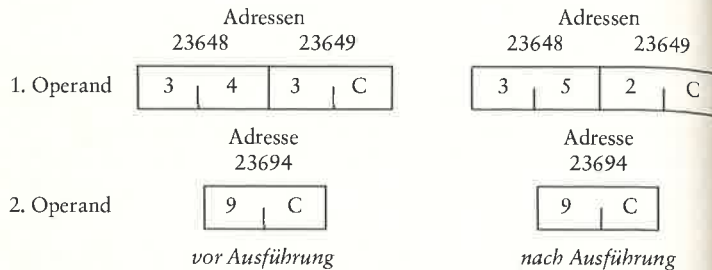 Adressen Adressen
23648 23649 23648 23649
1. Operand 3 4 3 C 3 5 2 C
Adresse Adresse
23694 23694
2. Operand 9 C 9 C
vor Ausführung nach Ausführung